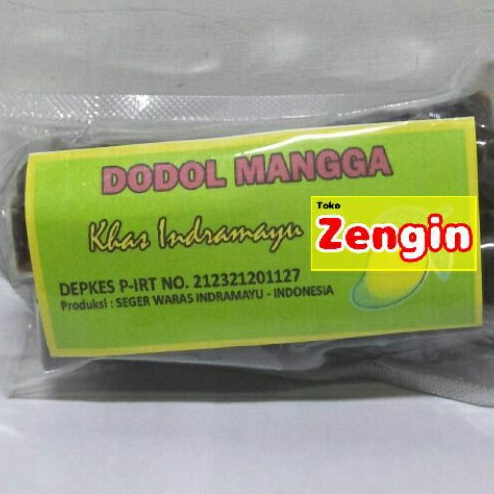 DODOL MANGGA
Khas Indramayu
Toko
Zengin
DEPKES P-IRT NO. 212321201127
Produksi : SEGER WARAS INDRAMAYU - INDONESIA